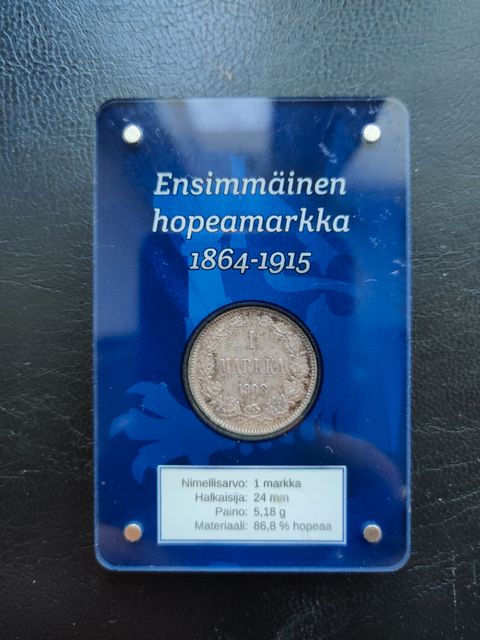 Ensimmäinen
hopeamarkka
1864-1915
1
MARKKA
1908
Nimellisarvo: 1 markka
Halkaisija: 24 mm
Paino: 5,18 g
Materiaali: 86,8 % hopeaa